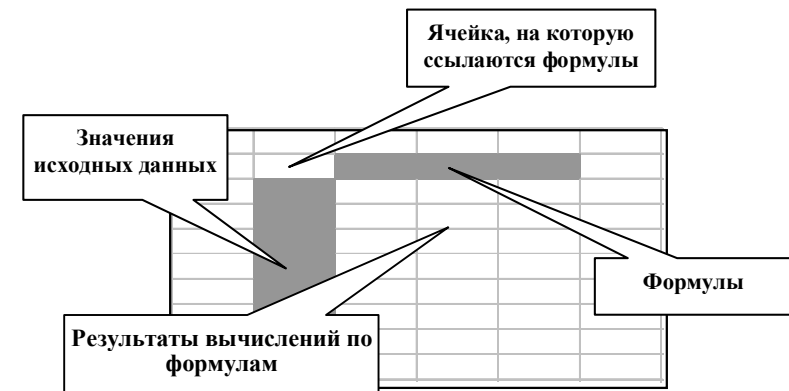 Ячейка, на которую
ссылаются формулы
Значения
исходных данных
Формулы
Результаты вычислений по
формулам